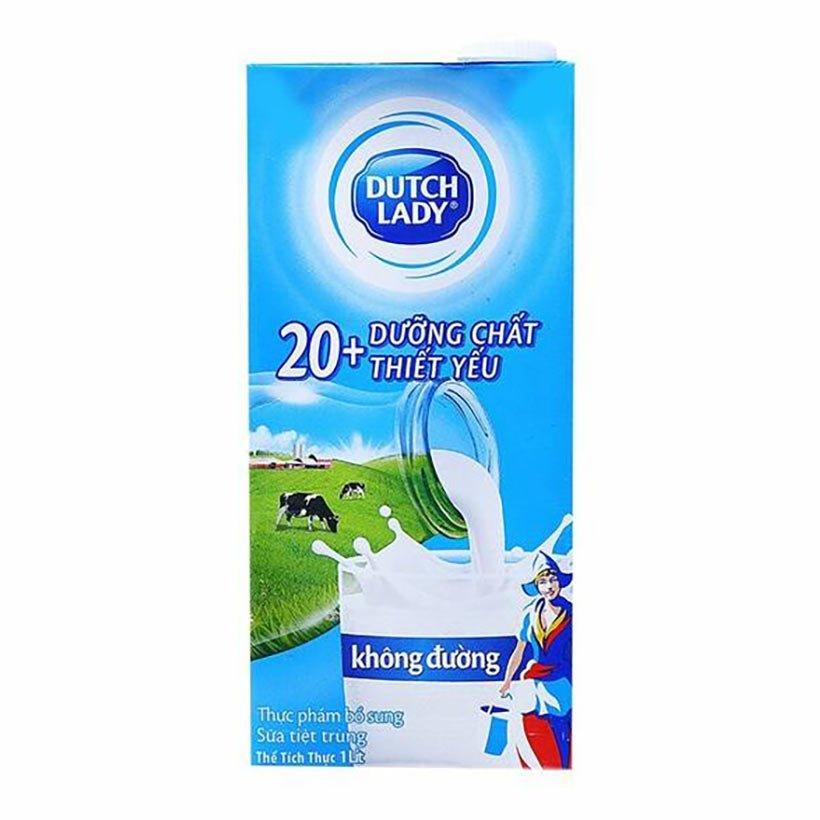 DUTCH
LADY®
20+ DƯỠNG CHẤT
THIẾT YẾU
không đường
Thực phẩm bổ sung
Sữa tiệt trùng
Thể Tích Thực 1 Lít